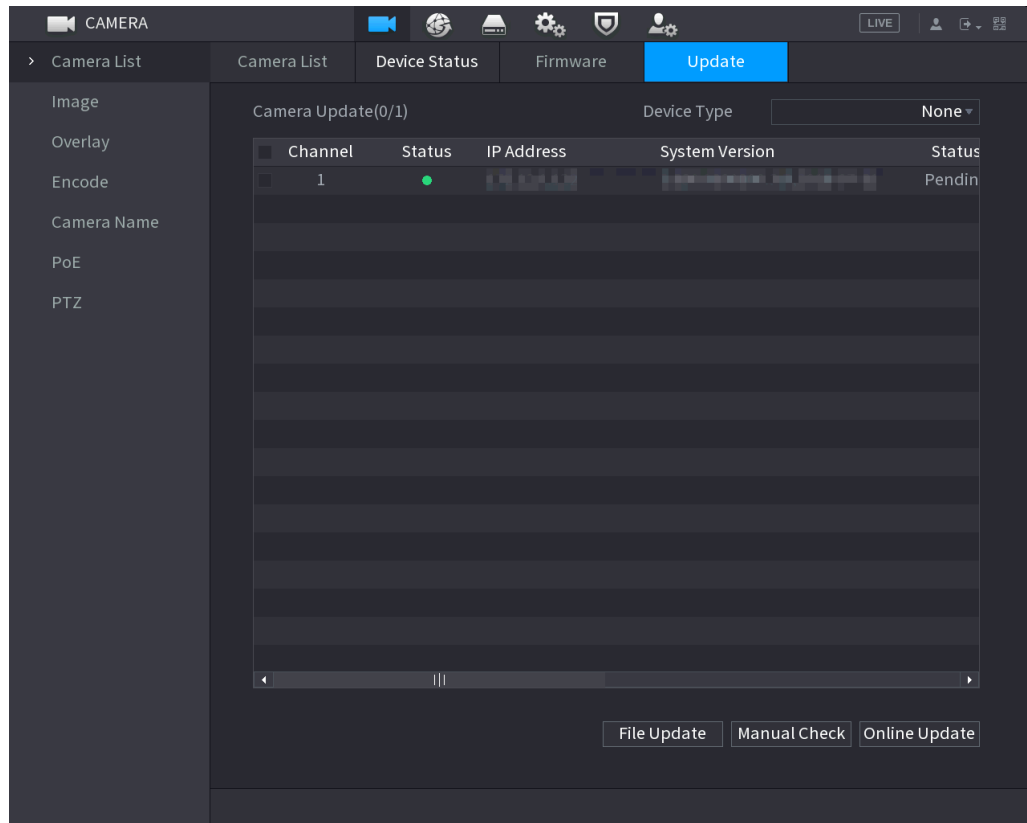 CAMERA LIVE
Camera List Camera List Device Status Firmware Update
Image
Overlay
Encode
Camera Name
PoE
PTZ
Camera Update(0/1) Device Type None
Channel Status IP Address System Version Status
1 Pendin
File Update Manual Check Online Update